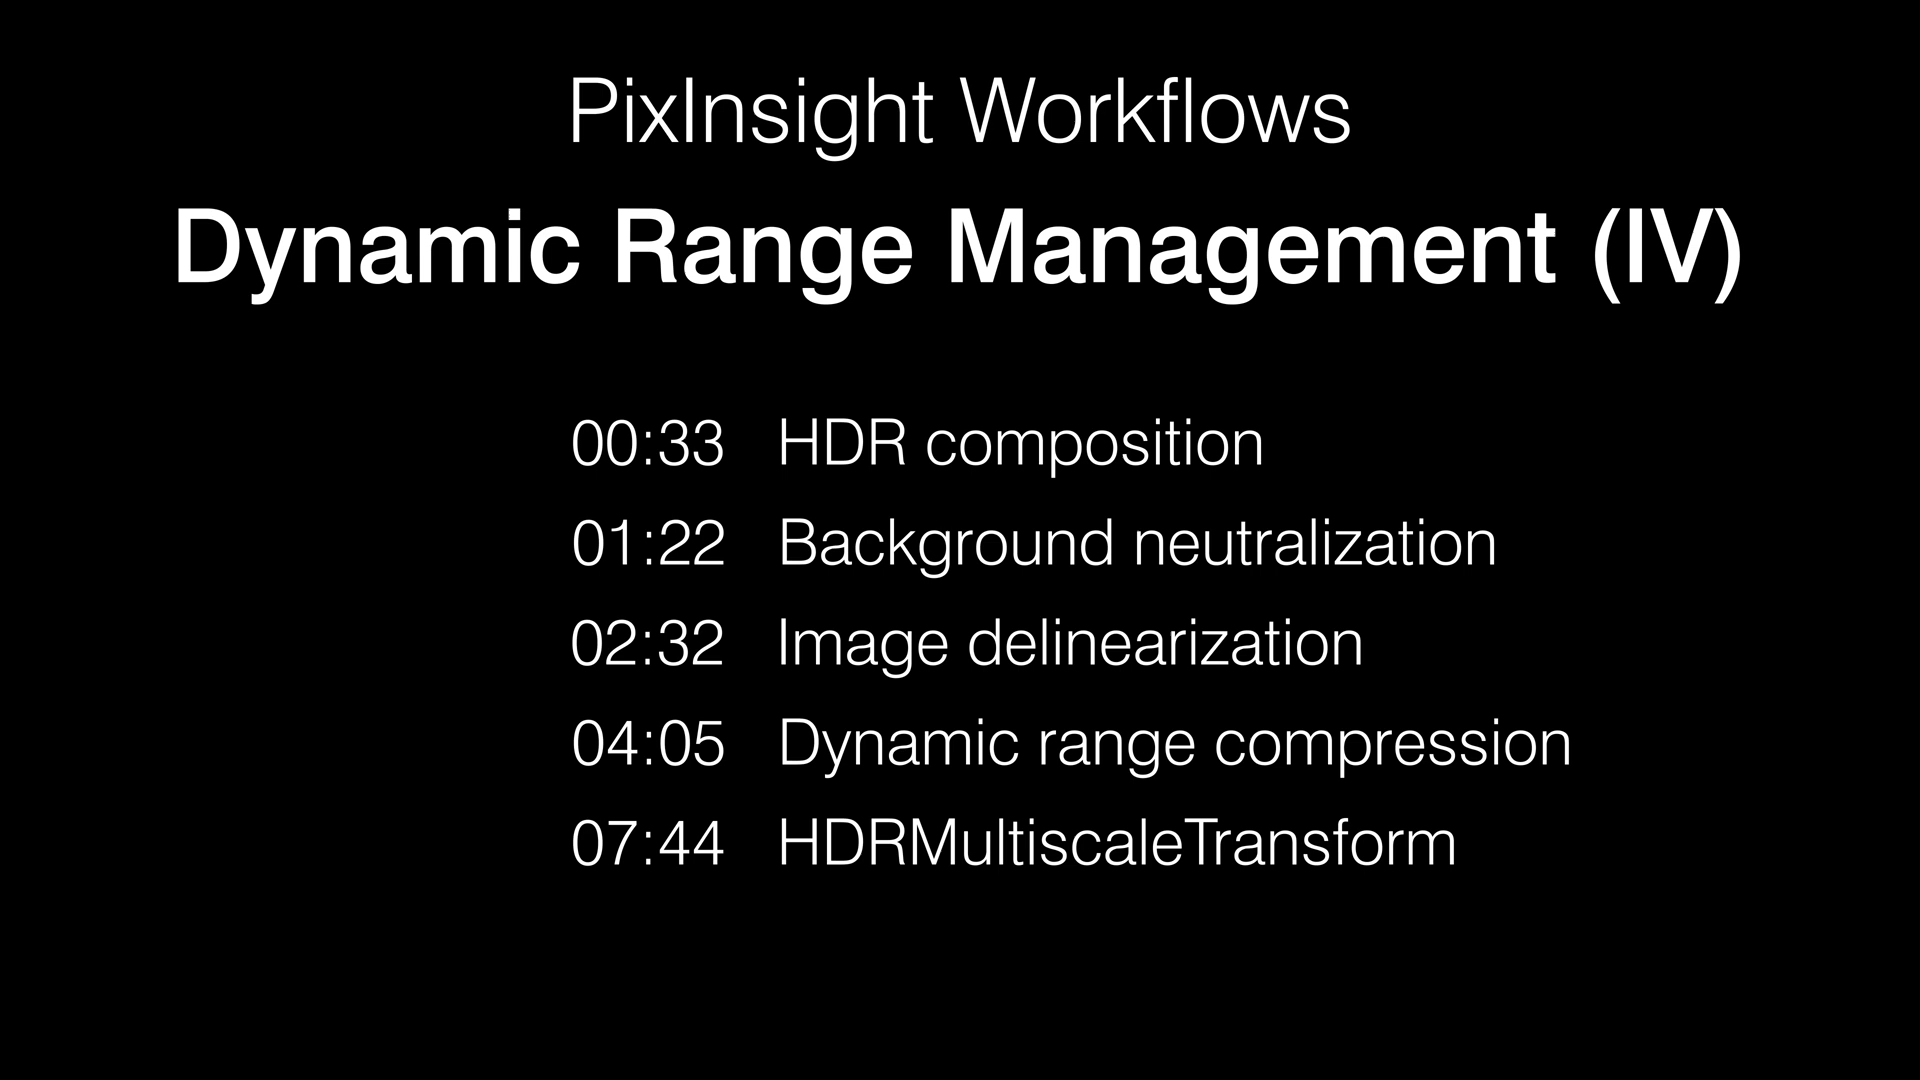 PixInsight Workflows
Dynamic Range Management (IV)
00:33 HDR composition
01:22 Background neutralization
02:32 Image delinearization
04:05 Dynamic range compression
07:44 HDRMultiscaleTransform